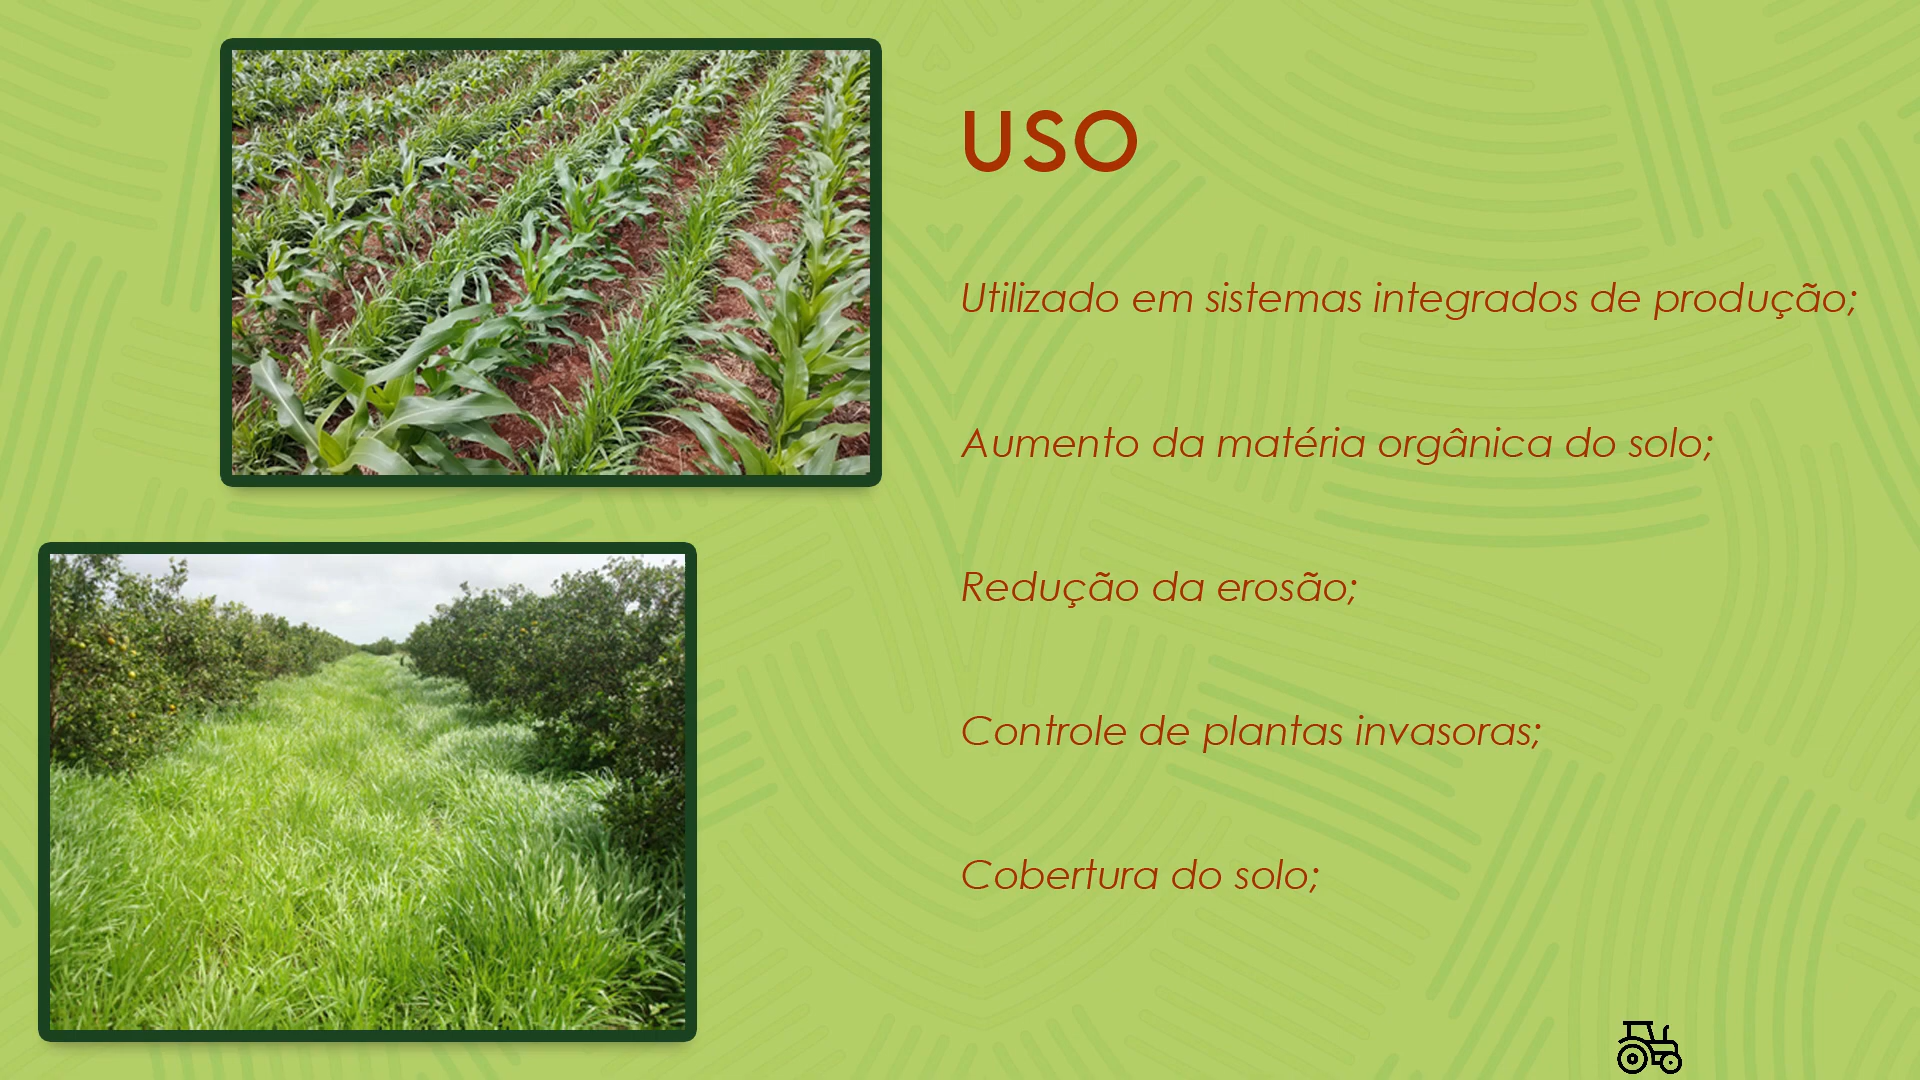 USO
Utilizado em sistemas integrados de produção;
Aumento da matéria orgânica do solo;
Redução da erosão;
Controle de plantas invasoras;
Cobertura do solo;